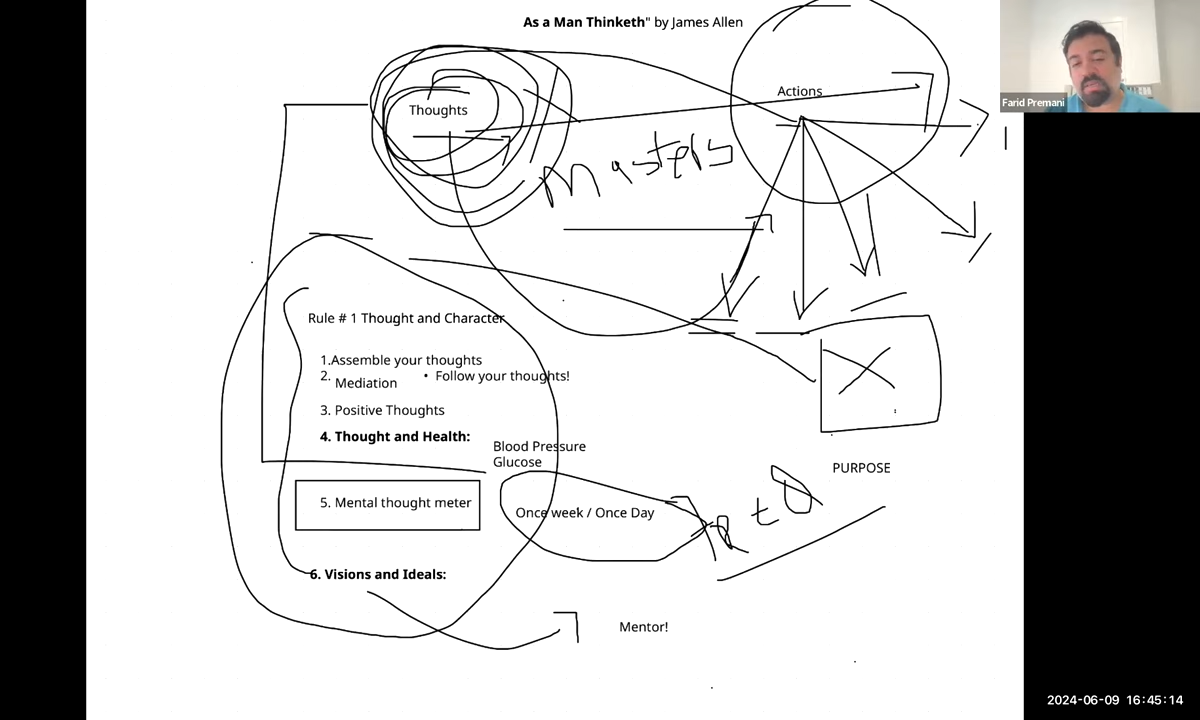 As a Man Thinketh" by James Allen
Actions
Thoughts
Farid Premani
Masters
Rule # 1 Thought and Character
1.Assemble your thoughts
2. Mediation
• Follow your thoughts!
3. Positive Thoughts
4. Thought and Health:
Blood Pressure
Glucose
PURPOSE
5. Mental thought meter
Once week / Once Day
6. Visions and Ideals:
Mentor!
2024-06-09 16:45:14